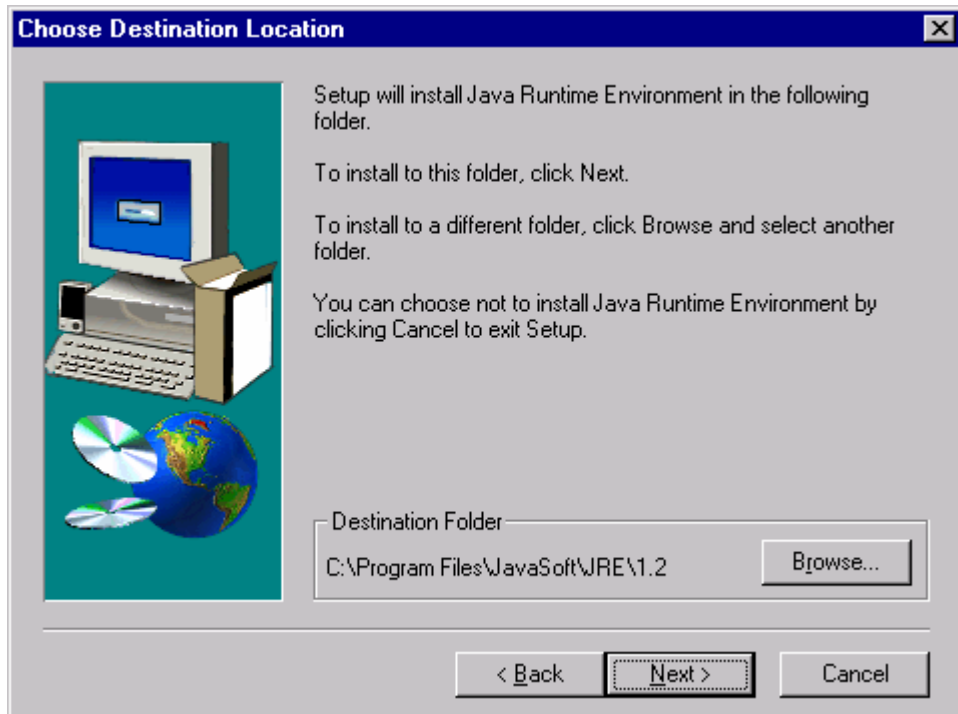 Choose Destination Location
Setup will install Java Runtime Environment in the following
folder.
To install to this folder, click Next.
To install to a different folder, click Browse and select another
folder.
You can choose not to install Java Runtime Environment by
clicking Cancel to exit Setup.
Destination Folder
C:\Program Files\JavaSoft\JRE\1.2
Browse...
< Back
Next >
Cancel